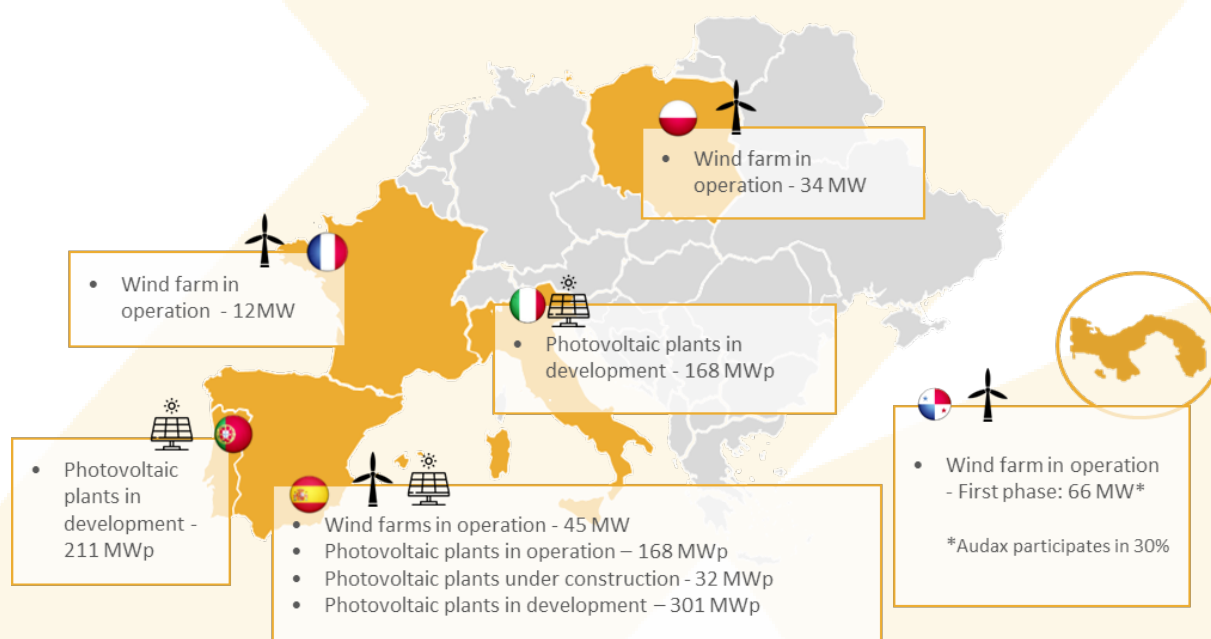 • Wind farm in
operation - 34 MW
• Wind farm in
operation - 12MW
• Photovoltaic plants in
development - 168 MWp
• Photovoltaic
plants in
development -
211 MWp
• Wind farms in operation - 45 MW
• Photovoltaic plants in operation – 168 MWp
• Photovoltaic plants under construction - 32 MWp
• Photovoltaic plants in development – 301 MWp
• Wind farm in operation
- First phase: 66 MW*
*Audax participates in 30%